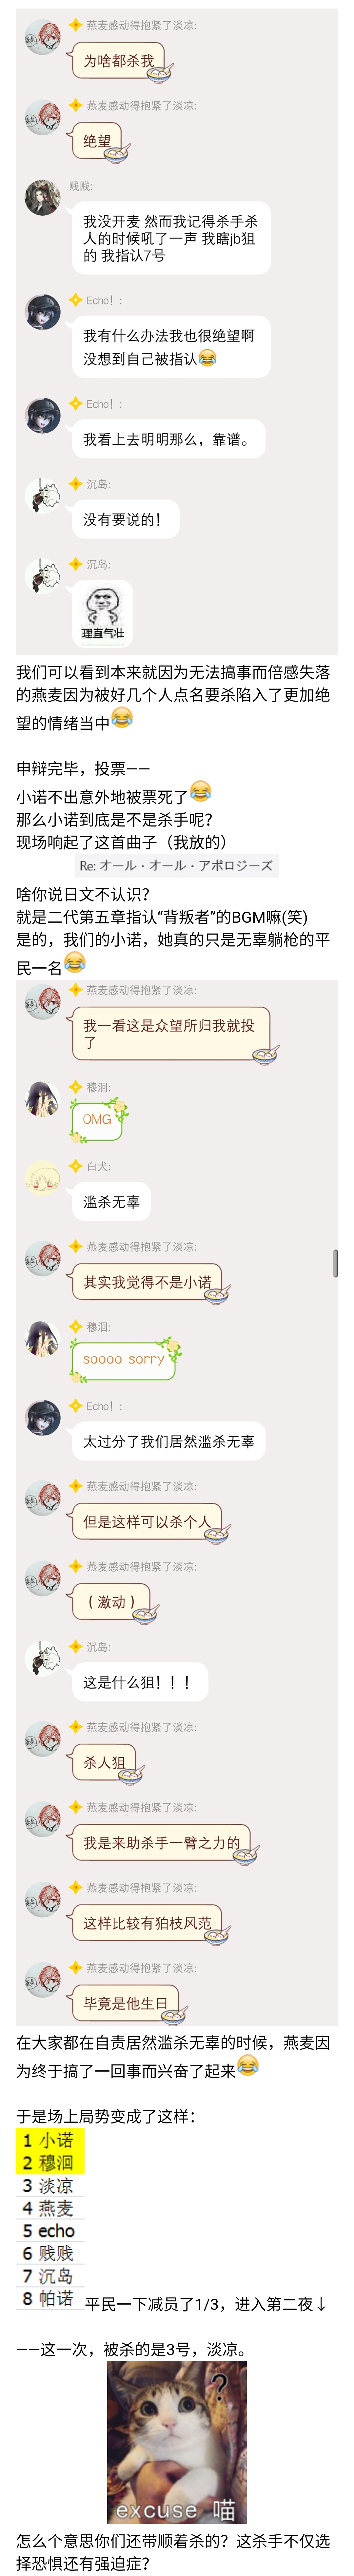 燕麦感动得抱紧了淡凉:
为啥都杀我
燕麦感动得抱紧了淡凉:
绝望
贱贱:
我没开麦 然而我记得杀手杀
人的时候吼了一声 我瞎jb狙
的 我指认7号
Echo! :
我有什么办法我也很绝望啊
没想到自己被指认😂
Echo! :
我看上去明明那么，靠谱。
沉岛:
没有要说的！
沉岛:
理直气壮
我们可以看到本来就因为无法搞事而倍感失落
的燕麦因为被好几个人点名要杀陷入了更加绝
望的情绪当中😂
申辩完毕，投票——
小诺不出意外地被票死了😂
那么小诺到底是不是杀手呢？
现场响起了这首曲子（我放的）
Re: オール・オール・アポロジーズ
啥你说日文不认识？
就是二代第五章指认“背叛者”的BGM嘛(笑)
是的，我们的小诺，她真的只是无辜躺枪的平
民一名😂
燕麦感动得抱紧了淡凉:
我一看这是众望所归我就投
了
穆洄:
OMG
白犬:
滥杀无辜
燕麦感动得抱紧了淡凉:
其实我觉得不是小诺
穆洄:
soooo sorry
Echo! :
太过分了我们居然滥杀无辜
燕麦感动得抱紧了淡凉:
但是这样可以杀个人
燕麦感动得抱紧了淡凉:
（激动）
沉岛:
这是什么狙！！！
燕麦感动得抱紧了淡凉:
杀人狙
燕麦感动得抱紧了淡凉:
我是来助杀手一臂之力的
燕麦感动得抱紧了淡凉:
这样比较有狛枝风范
燕麦感动得抱紧了淡凉:
毕竟是他生日
在大家都在自责居然滥杀无辜的时候，燕麦因
为终于搞了一回事而兴奋了起来😂
于是场上局势变成了这样：
1 小诺
2 穆洄
3 淡凉
4 燕麦
5 echo
6 贱贱
7 沉岛
8 帕诺
平民一下减员了1/3，进入第二夜↓
——这一次，被杀的是3号，淡凉。
?
excuse 喵
怎么个意思你们还带顺着杀的？这杀手不仅选
择恐惧还有强迫症？